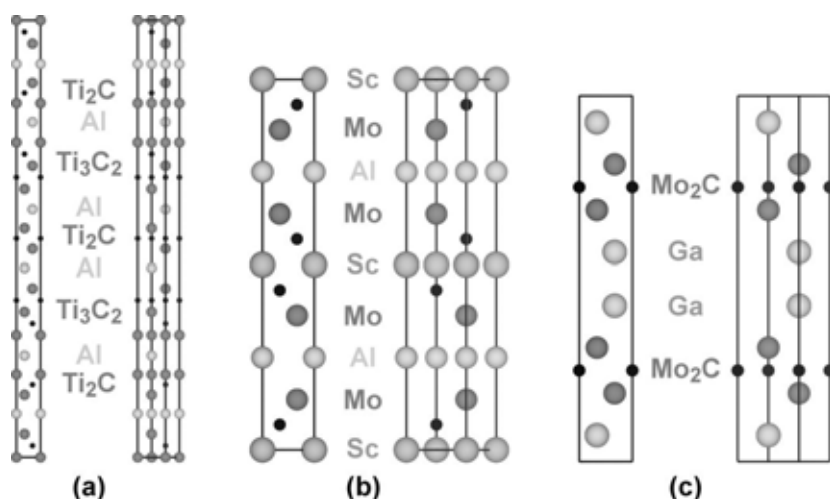 Ti2C
Al
Ti3C2
Al
Ti2C
Al
Ti3C2
Al
Ti2C
(a)
Sc
Mo
Al
Mo
Sc
Mo
Al
Mo
Sc
(b)
Mo2C
Ga
Ga
Mo2C
(c)